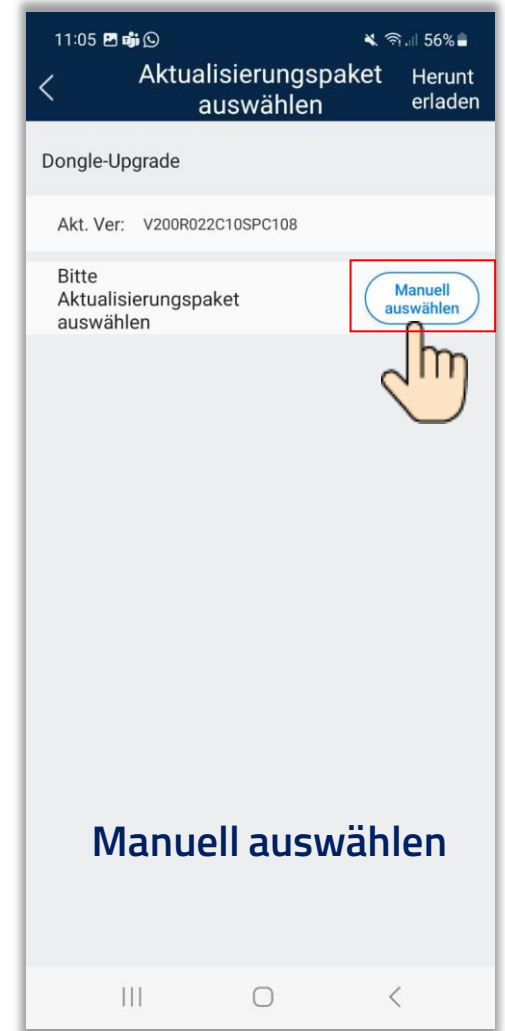 11:05
56%
Aktualisierungspaket
auswählen
Herunt
erladen
Dongle-Upgrade
Akt. Ver: V200R022C10SPC108
Bitte
Aktualisierungspaket
auswählen
Manuell
auswählen
Manuell auswählen